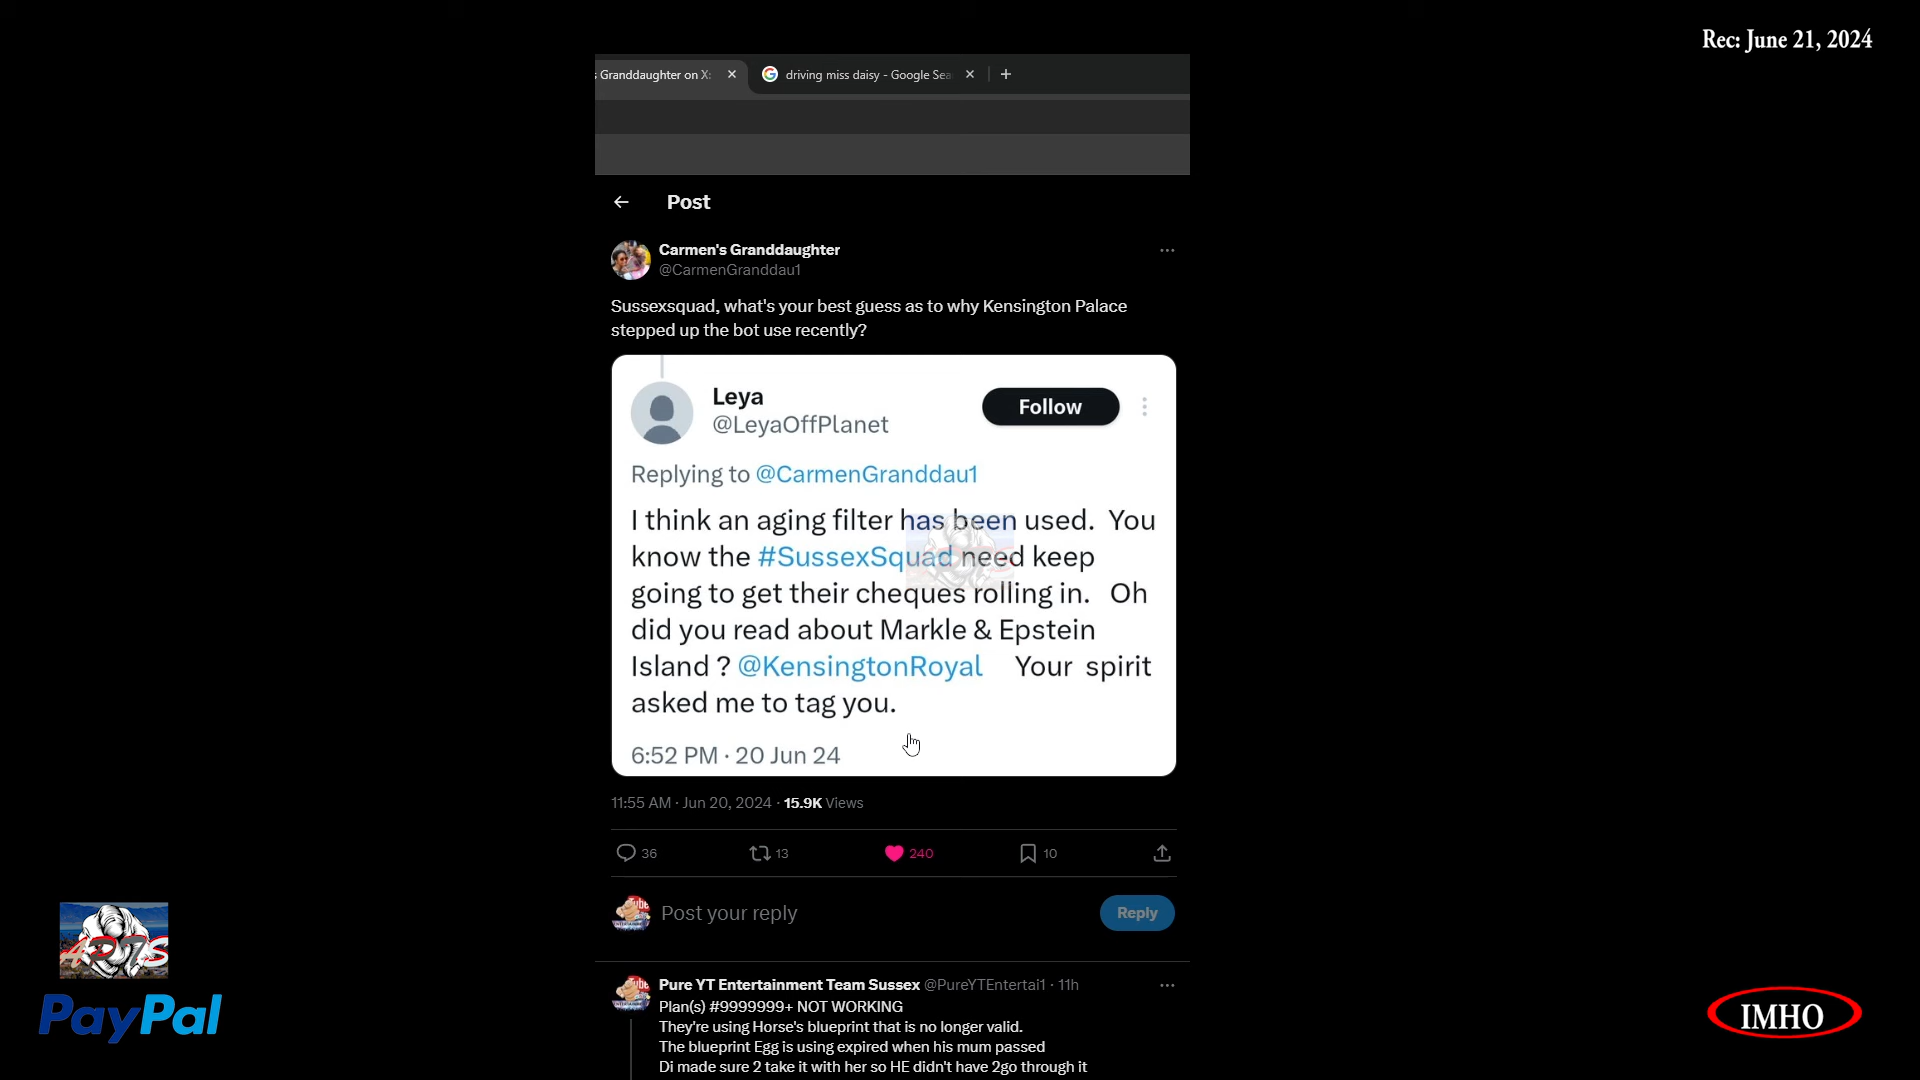 Rec: June 21, 2024
s Granddaughter on X:
driving miss daisy - Google Sea
Post
Carmen's Granddaughter
@CarmenGranddau1
Sussexsquad, what's your best guess as to why Kensington Palace
stepped up the bot use recently?
Leya
@LeyaOffPlanet
Follow
Replying to @CarmenGranddau1
I think an aging filter has been used. You
know the #SussexSquad need keep
going to get their cheques rolling in. Oh
did you read about Markle & Epstein
Island ? @KensingtonRoyal Your spirit
asked me to tag you.
6:52 PM · 20 Jun 24
11:55 AM · Jun 20, 2024 · 15.9K Views
36
13
240
10
Post your reply
Reply
Pure YT Entertainment Team Sussex @PureYTEntertai1 · 11h
Plan(s) #9999999+ NOT WORKING
They're using Horse's blueprint that is no longer valid.
The blueprint Egg is using expired when his mum passed
Di made sure 2 take it with her so HE didn't have 2go through it
PayPal
IMHO